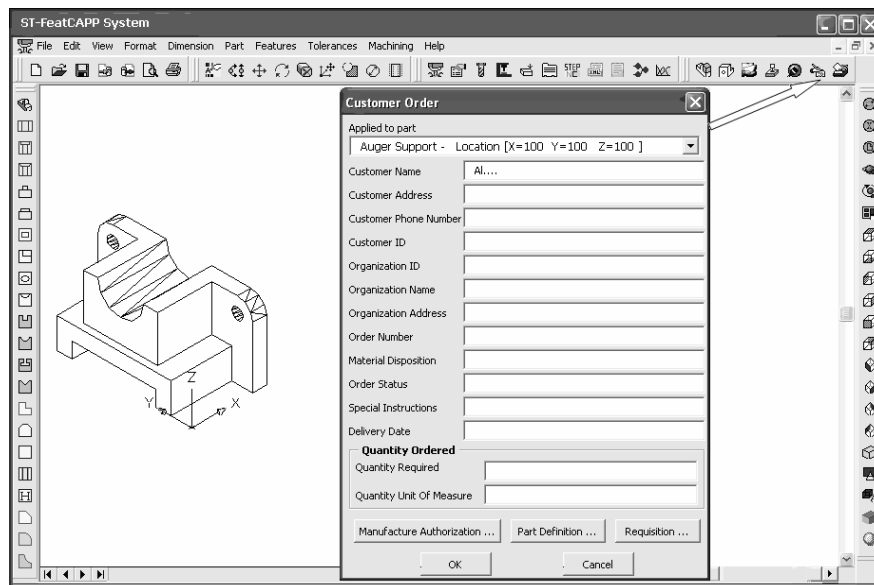 ST-FeatCAPP System
File Edit View Format Dimension Part Features Tolerances Machining Help
Customer Order
Applied to part
Auger Support - Location [X=100 Y=100 Z=100 ]
Customer Name Al....
Customer Address
Customer Phone Number
Customer ID
Organization ID
Organization Name
Organization Address
Order Number
Material Disposition
Order Status
Special Instructions
Delivery Date
Quantity Ordered
Quantity Required
Quantity Unit Of Measure
Manufacture Authorization ... Part Definition ... Requisition ...
OK Cancel
Z
Y X